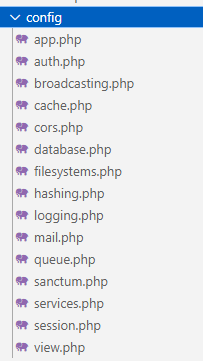 config
app.php
auth.php
broadcasting.php
cache.php
cors.php
database.php
filesystems.php
hashing.php
logging.php
mail.php
queue.php
sanctum.php
services.php
session.php
view.php